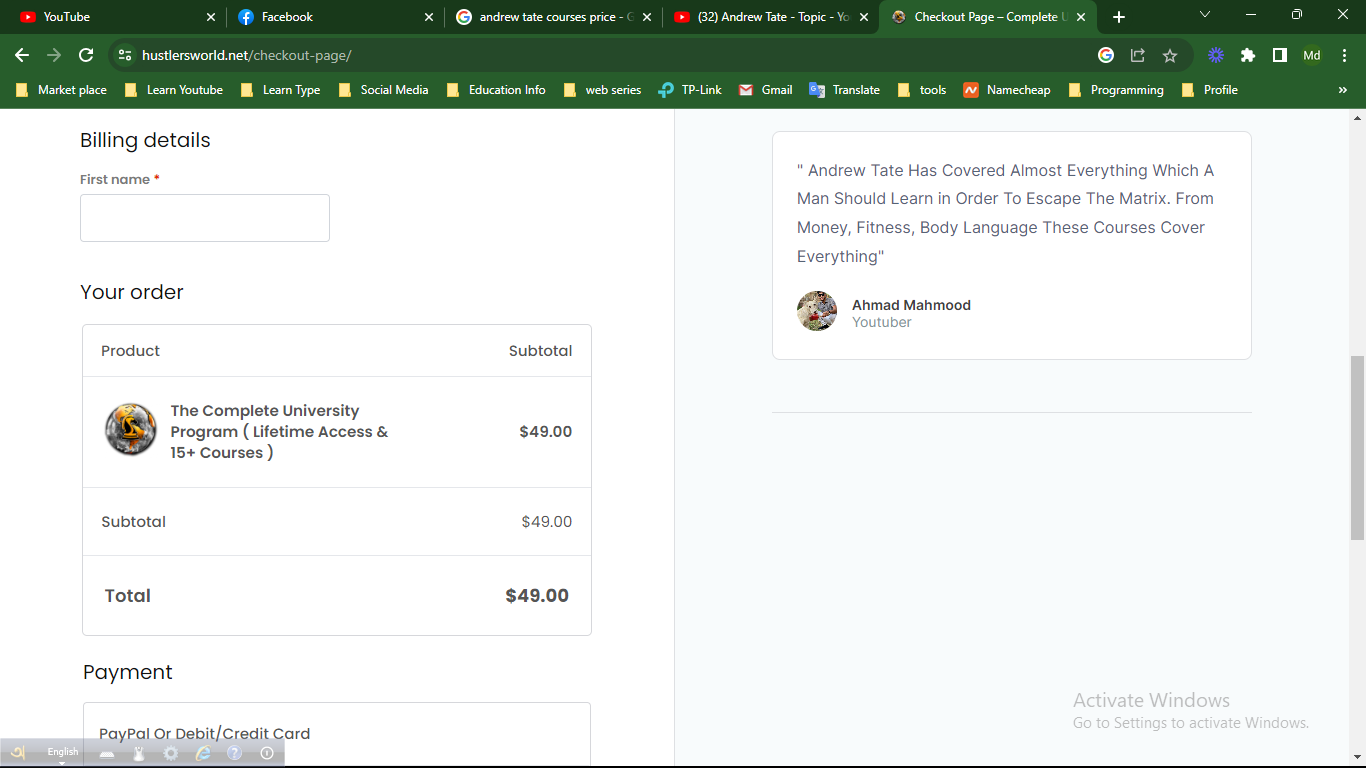 YouTube
Facebook
andrew tate courses price - G
(32) Andrew Tate - Topic - Yo
Checkout Page – Complete U
hustlersworld.net/checkout-page/
Md
Market place
Learn Youtube
Learn Type
Social Media
Education Info
web series
TP-Link
Gmail
Translate
tools
Namecheap
Programming
Profile
»
Billing details
First name *
Your order
Product Subtotal
The Complete University
Program ( Lifetime Access &
15+ Courses )
$49.00
Subtotal $49.00
Total $49.00
Payment
PayPal Or Debit/Credit Card
" Andrew Tate Has Covered Almost Everything Which A
Man Should Learn in Order To Escape The Matrix. From
Money, Fitness, Body Language These Courses Cover
Everything"
Ahmad Mahmood
Youtuber
Activate Windows
Go to Settings to activate Windows.
অ
English